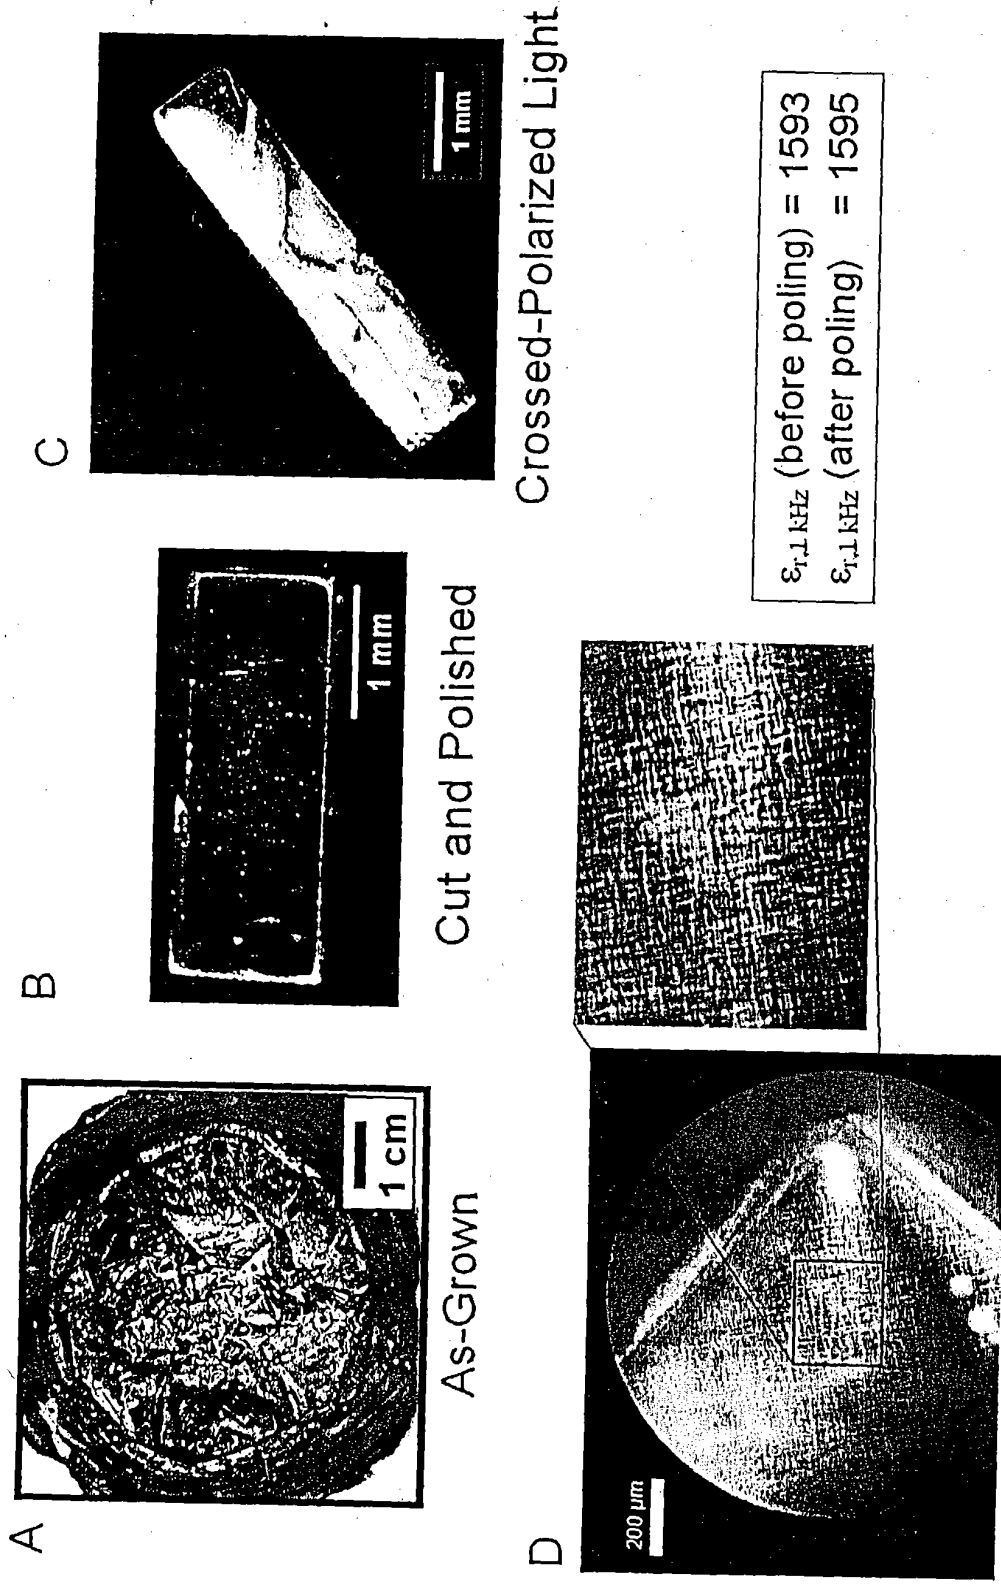 A
1 cm
As-Grown
B
1 mm
Cut and Polished
C
1 mm
Crossed-Polarized Light
D
200 µm
εr,1 kHz (before poling) = 1593
εr,1 kHz (after poling) = 1595